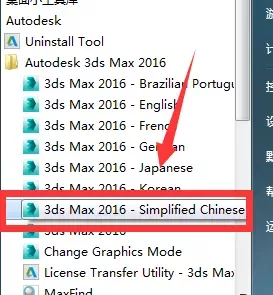 Autodesk
Uninstall Tool
Autodesk 3ds Max 2016
3ds Max 2016 - Brazilian Portugu
3ds Max 2016 - English
3ds Max 2016 - Frenc
3ds Max 2016 - German
3ds Max 2016 - Japanese
3ds Max 2016 - Korean
3ds Max 2016 - Simplified Chinese
3ds Max 2016
Change Graphics Mode
License Transfer Utility - 3ds Max
MaxFind